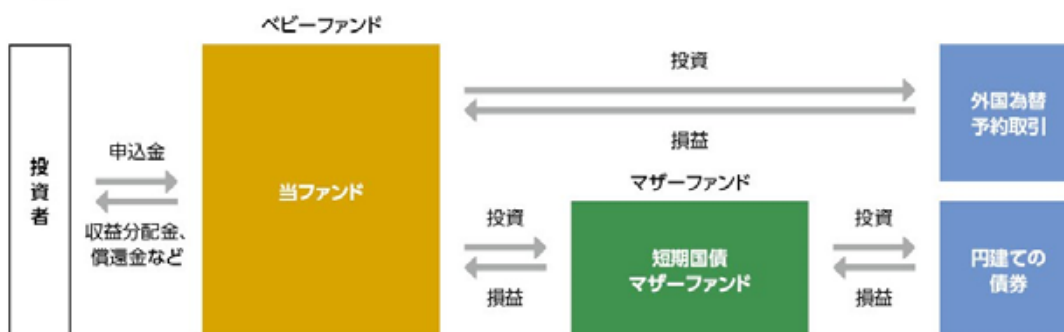 ベビーファンド
投資者
申込金
収益分配金、
償還金など
当ファンド
投資
損益
外国為替
予約取引
マザーファンド
投資
損益
短期国債
マザーファンド
投資
損益
円建ての
債券